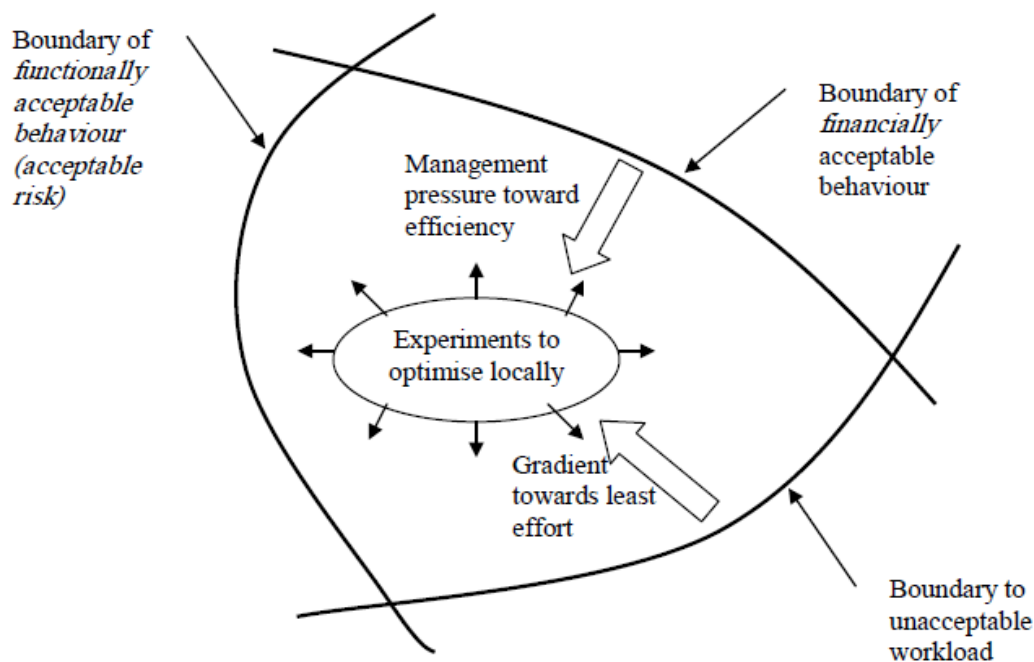 Boundary of
functionally
acceptable
behaviour
(acceptable
risk)
Boundary of
financially
acceptable
behaviour
Management
pressure toward
efficiency
Experiments to
optimise locally
Gradient
towards least
effort
Boundary to
unacceptable
workload